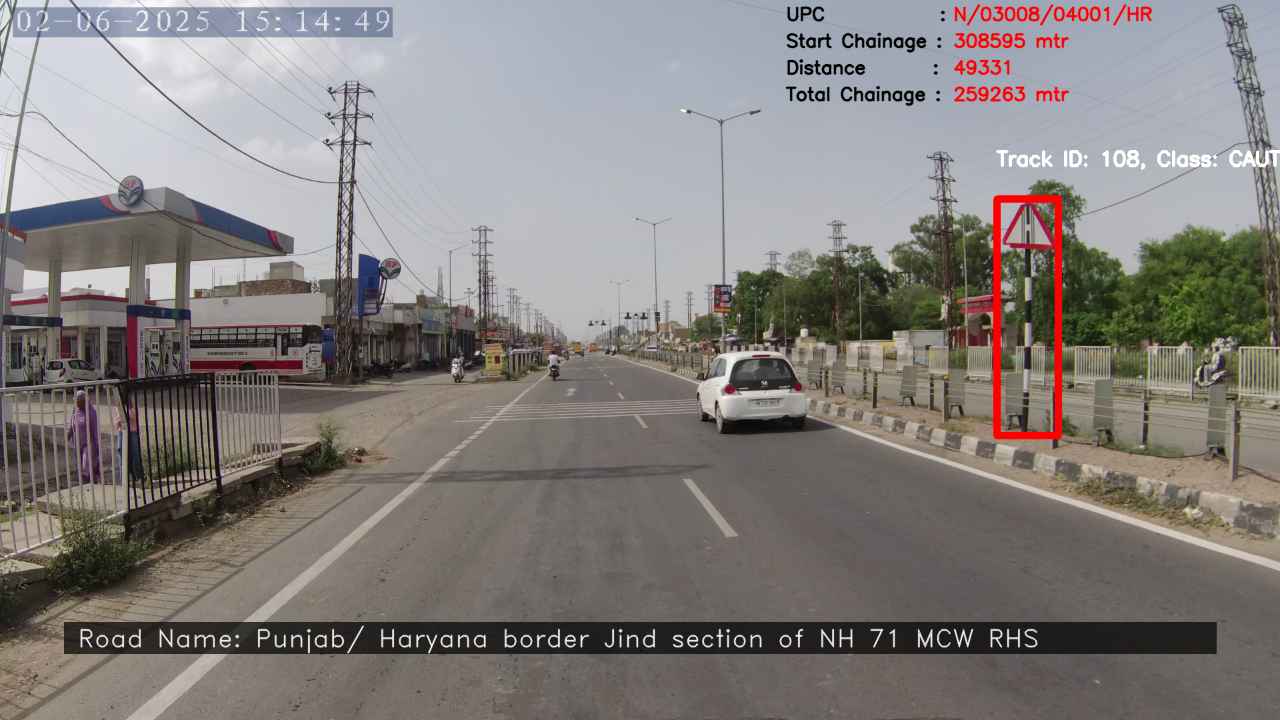 02-06-2025 15:14:49
UPC : N/03008/04001/HR
Start Chainage : 308595 mtr
Distance : 49331
Total Chainage : 259263 mtr
Track ID: 108, Class: CAUT
Road Name: Punjab/ Haryana border Jind section of NH 71 MCW RHS